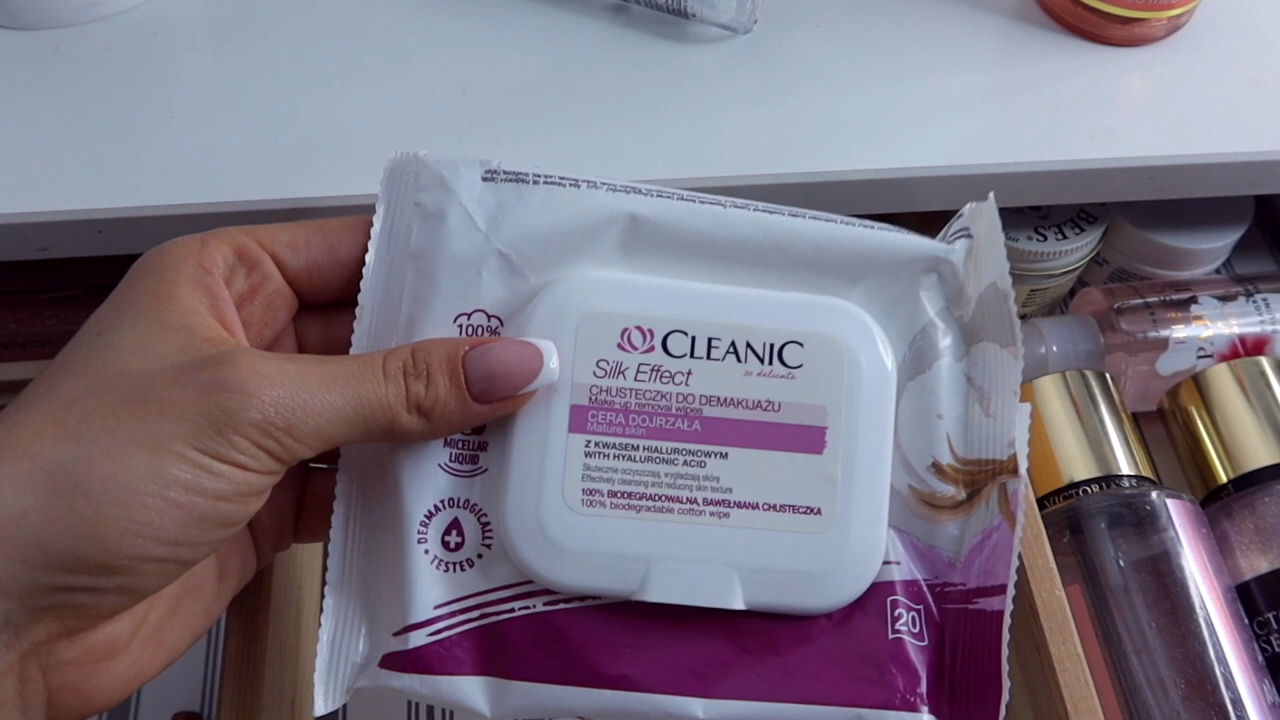 100%
MICELLAR
LIQUID
DERMATOLOGICALLY
TESTED
CLEANIC
so delicate
Silk Effect
CHUSTECZKI DO DEMAKIJAŻU
Make-up removal wipes
CERA DOJRZAŁA
Mature skin
Z KWASEM HIALURONOWYM
WITH HYALURONIC ACID
Skutecznie oczyszczają, wygładzają skórę
Effectively cleansing and reducing skin texture
100% BIODEGRADOWALNA, BAWEŁNIANA CHUSTECZKA
100% biodegradable cotton wipe
20
BEES
VICTORIA'S